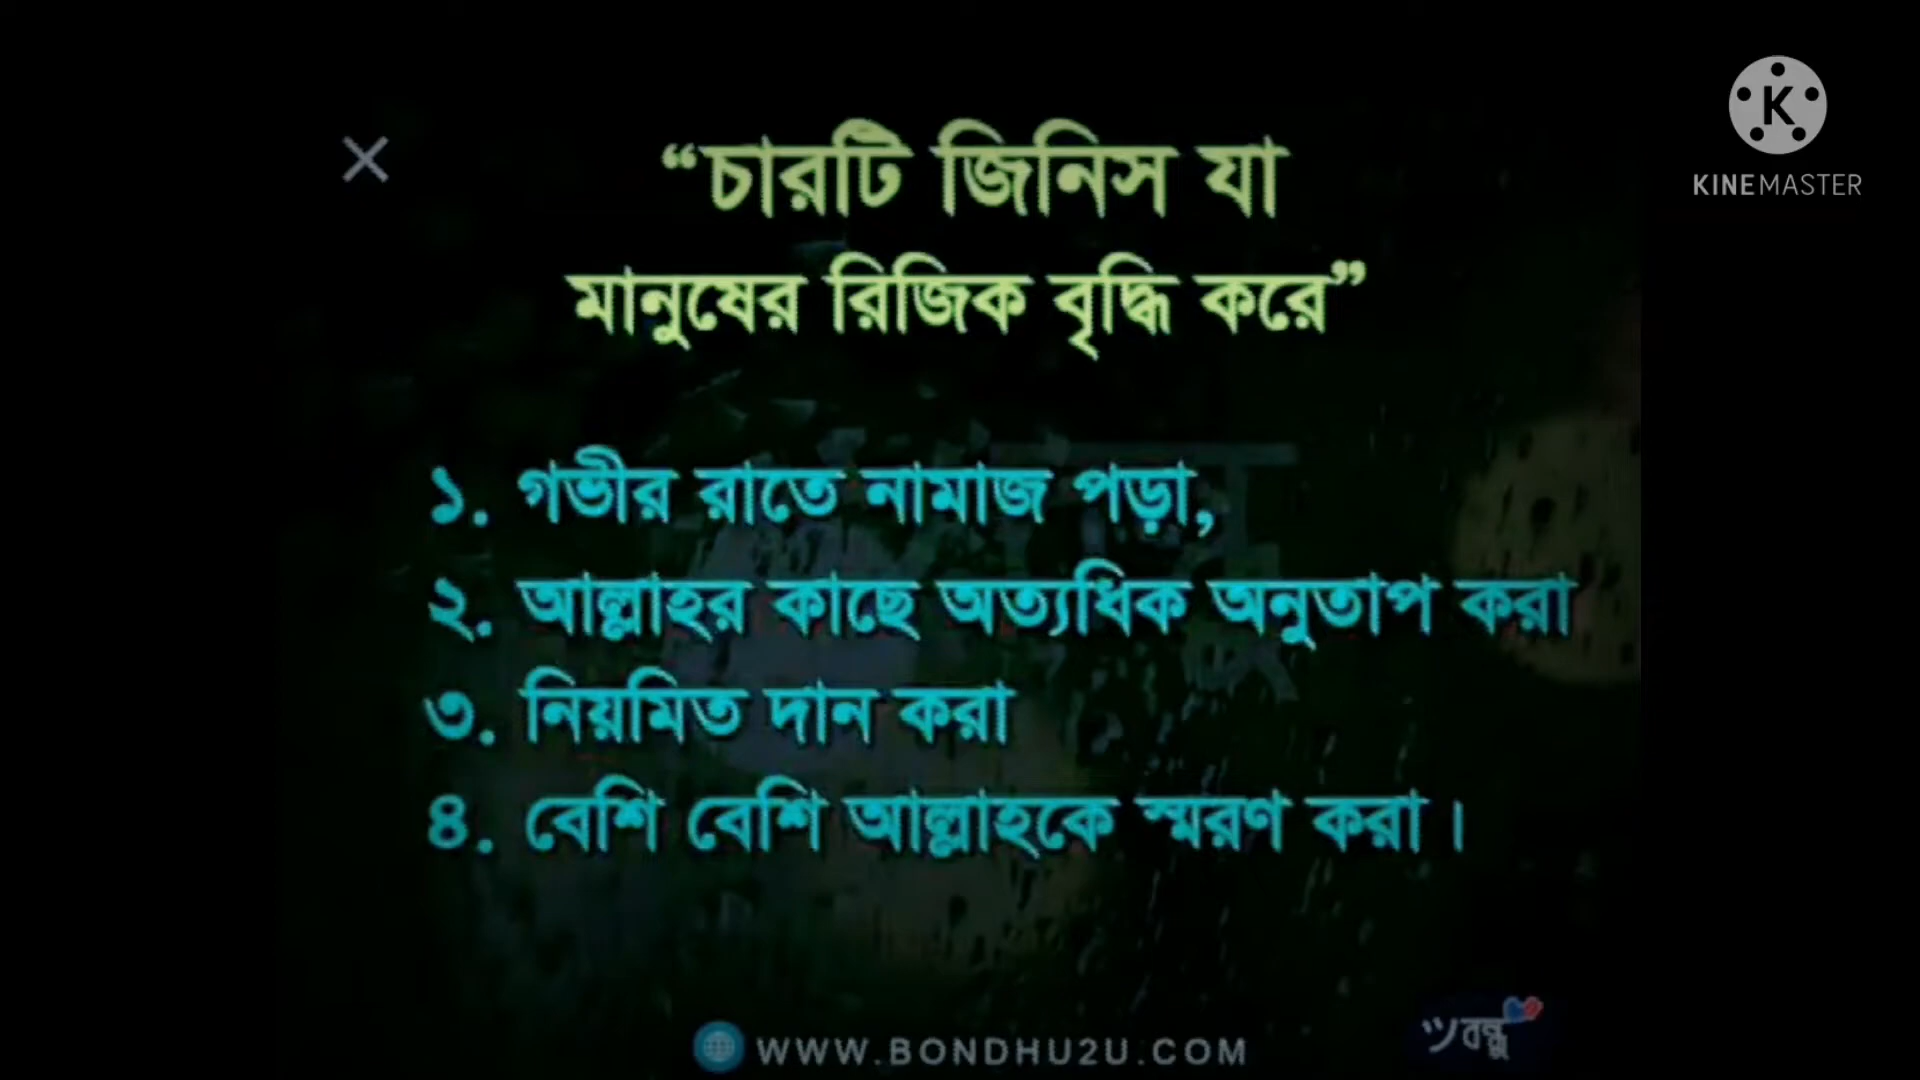 “চারটি জিনিস যা
মানুষের রিজিক বৃদ্ধি করে”
১. গভীর রাতে নামাজ পড়া,
২. আল্লাহর কাছে অত্যধিক অনুতাপ করা
৩. নিয়মিত দান করা
৪. বেশি বেশি আল্লাহকে স্মরণ করা।
WWW.BONDHU2U.COM
বন্ধু
KINEMASTER